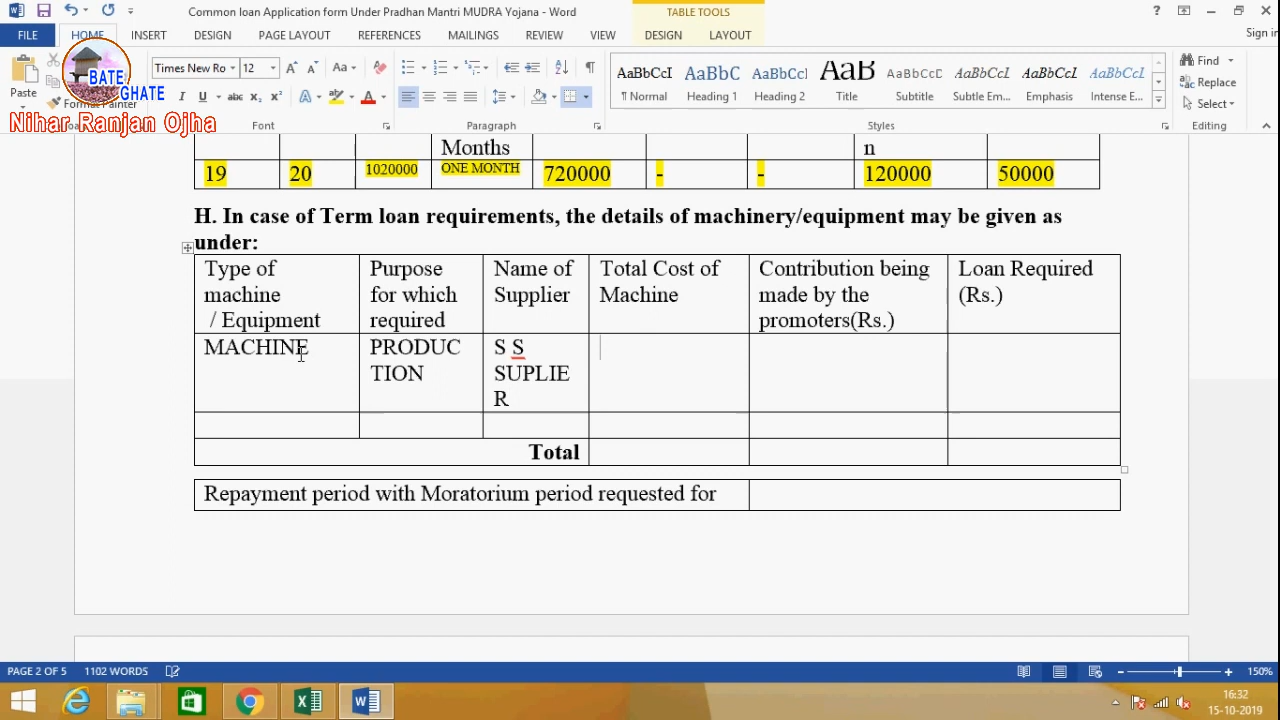 Common loan Application form Under Pradhan Mantri MUDRA Yojana - Word
TABLE TOOLS
?
FILE HOME INSERT DESIGN PAGE LAYOUT REFERENCES MAILINGS REVIEW VIEW DESIGN LAYOUT Sign in
Times New Ro 12 Aa
Paste
Format Painter
I U abc x₂ x² A A
AaBbCcI AaBbC AaBbCc AaB AaBbCcI AaBbCcI AaBbCcI AaBbCcI
¶ Normal Heading 1 Heading 2 Title Subtitle Subtle Em... Emphasis Intense E...
Find
Replace
Select
Font Paragraph Styles Editing
BATE
GHATE
Nihar Ranjan Ojha
Months n
19 20 1020000 ONE MONTH 720000 - - 120000 50000
H. In case of Term loan requirements, the details of machinery/equipment may be given as
under:
Type of machine / Equipment
Purpose for which required
Name of Supplier
Total Cost of Machine
Contribution being made by the promoters(Rs.)
Loan Required (Rs.)
MACHINE
PRODUC
TION
S S
SUPLIE
R
Total
Repayment period with Moratorium period requested for
PAGE 2 OF 5 1102 WORDS 150%
16:32
15-10-2019